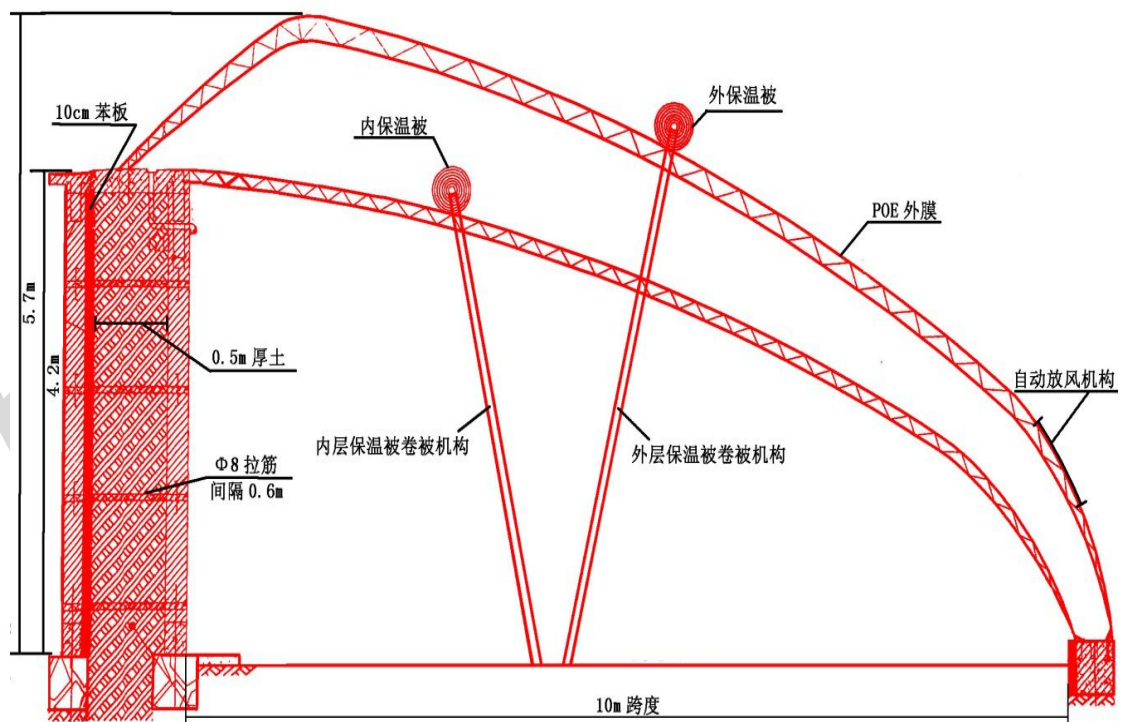 10cm 苯板
内保温被
外保温被
POE 外膜
5.7m
4.2m
0.5m 厚土
自动放风机构
内层保温被卷被机构
外层保温被卷被机构
Φ8 拉筋
间隔 0.6m
10m 跨度